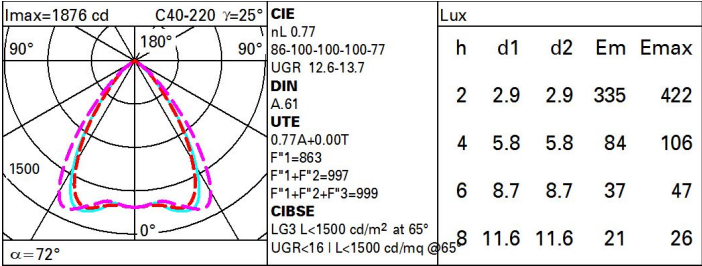 Imax=1876 cd C40-220 γ=25°
90° 180° 90°
1500
0°
α=72°
CIE
nL 0.77
86-100-100-100-77
UGR 12.6-13.7
DIN
A.61
UTE
0.77A+0.00T
F"1=863
F"1+F"2=997
F"1+F"2+F"3=999
CIBSE
LG3 L<1500 cd/m² at 65°
UGR<16 | L<1500 cd/mq @65°
Lux
h d1 d2 Em Emax
2 2.9 2.9 335 422
4 5.8 5.8 84 106
6 8.7 8.7 37 47
8 11.6 11.6 21 26